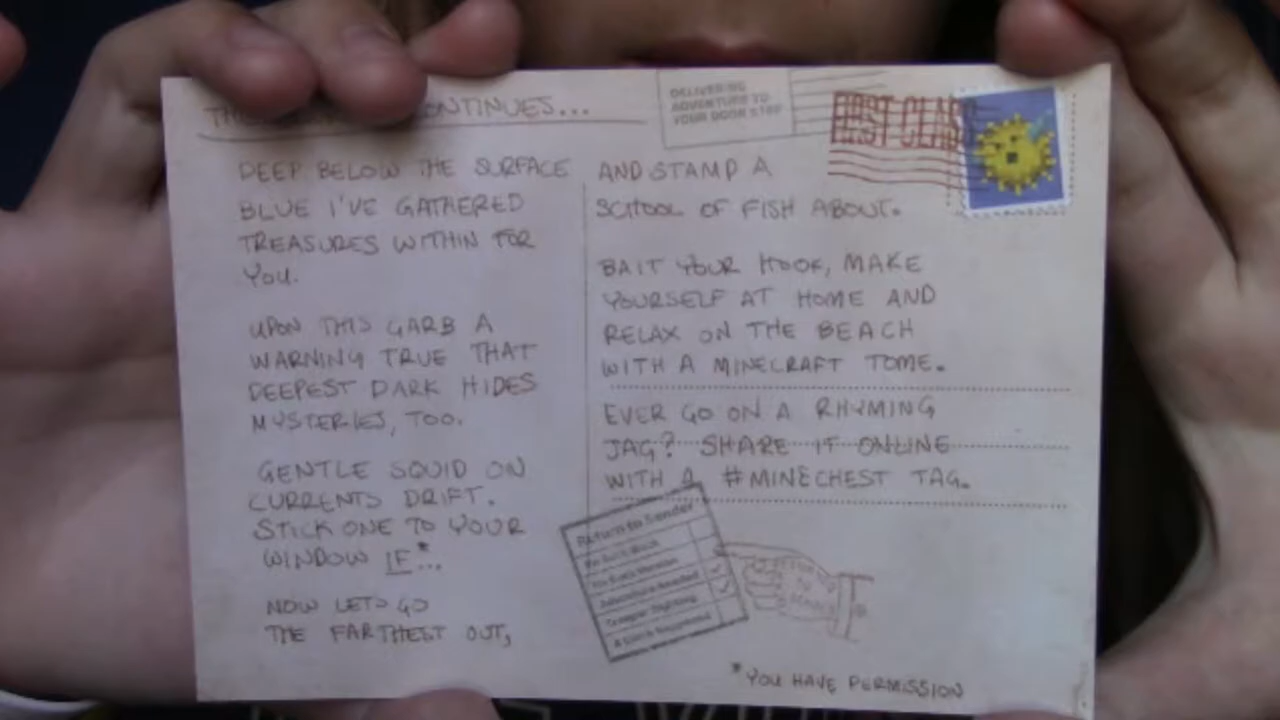 CONTINUES...
DELIVERING
ADVENTURE TO
YOUR DOOR STEP
FIRST CLASS
DEEP BELOW THE SURFACE
BLUE I'VE GATHERED
TREASURES WITHIN FOR
YOU.
UPON THIS GARB A
WARNING TRUE THAT
DEEPEST DARK HIDES
MYSTERIES, TOO.
GENTLE SQUID ON
CURRENTS DRIFT.
STICK ONE TO YOUR
WINDOW IF*...
NOW LETS GO
THE FARTHEST OUT,
AND STAMP A
SCHOOL OF FISH ABOUT.
BAIT YOUR HOOK, MAKE
YOURSELF AT HOME AND
RELAX ON THE BEACH
WITH A MINECRAFT TOME.
EVER GO ON A RHYMING
JAG? SHARE IT ONLINE
WITH A #MINECHEST TAG.
Return to Sender
*YOU HAVE PERMISSION